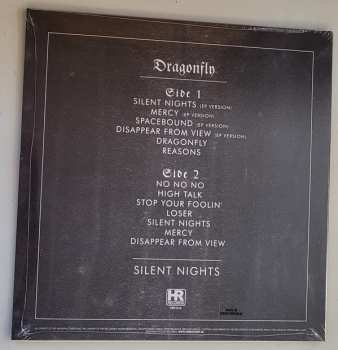 Dragonfly
Side 1
SILENT NIGHTS (EP VERSION)
MERCY (EP VERSION)
SPACEBOUND (EP VERSION)
DISAPPEAR FROM VIEW (EP VERSION)
DRAGONFLY
REASONS
Side 2
NO NO NO
HIGH TALK
STOP YOUR FOOLIN'
LOSER
SILENT NIGHTS
MERCY
DISAPPEAR FROM VIEW
SILENT NIGHTS
HR
RECORDS